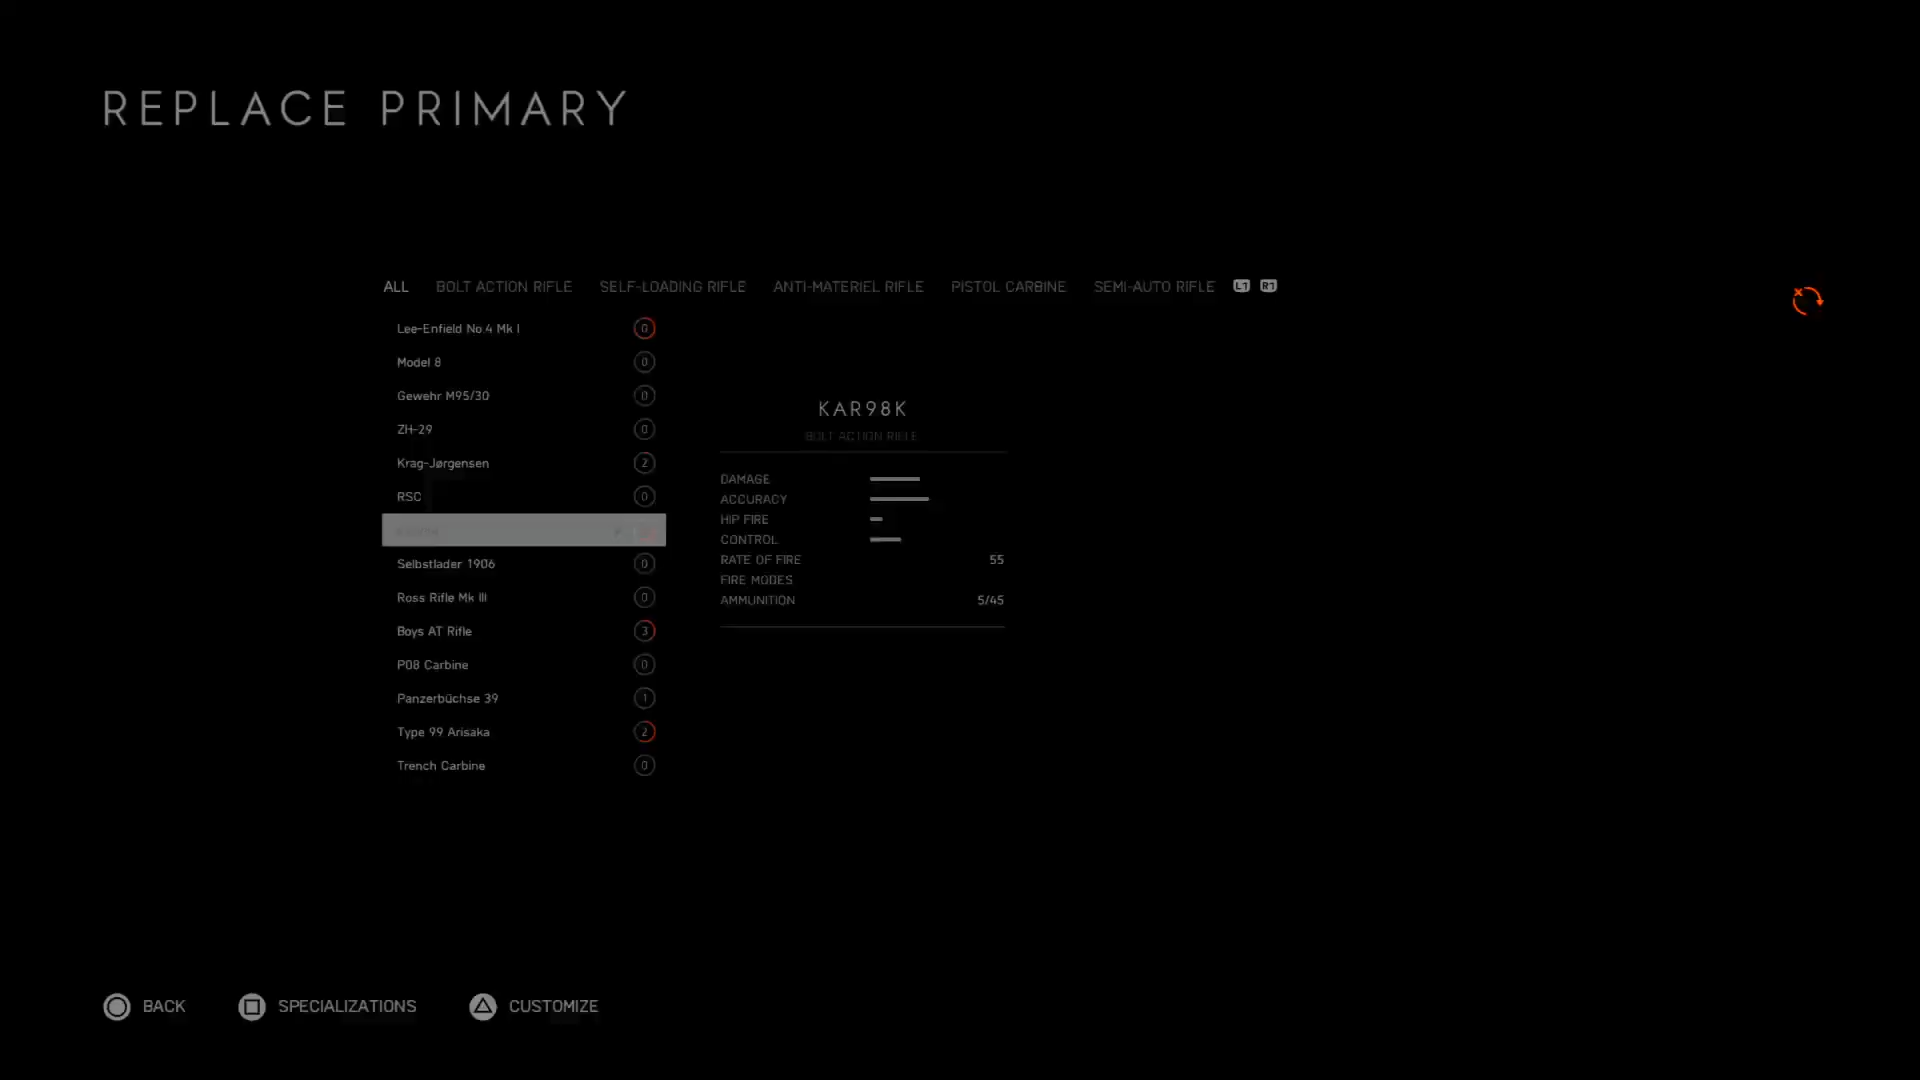 REPLACE PRIMARY
ALL BOLT ACTION RIFLE SELF-LOADING RIFLE ANTI-MATERIEL RIFLE PISTOL CARBINE SEMI-AUTO RIFLE L1 R1
Lee-Enfield No.4 Mk I 0
Model 8 0
Gewehr M95/30 0
ZH-29 0
Krag-Jørgensen 2
RSC 0
Selbstlader 1906 0
Ross Rifle Mk III 0
Boys AT Rifle 3
P08 Carbine 0
Panzerbüchse 39 1
Type 99 Arisaka 2
Trench Carbine 0
KAR98K
BOLT ACTION RIFLE
DAMAGE
ACCURACY
HIP FIRE
CONTROL
RATE OF FIRE 55
FIRE MODES
AMMUNITION 5/45
BACK SPECIALIZATIONS CUSTOMIZE